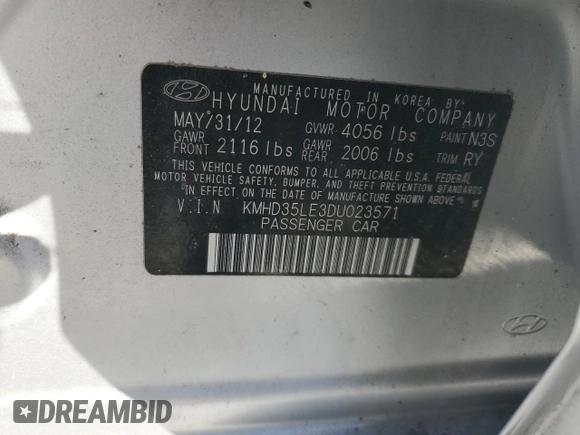 MANUFACTURED IN KOREA BY
HYUNDAI MOTOR COMPANY
MAY/31/12 GVWR 4056 lbs PAINT N3S
GAWR FRONT 2116 lbs GAWR REAR 2006 lbs TRIM RY
THIS VEHICLE CONFORMS TO ALL APPLICABLE U.S.A. FEDERAL
MOTOR VEHICLE SAFETY, BUMPER, AND THEFT PREVENTION STANDARDS
IN EFFECT ON THE DATE OF MANUFACTURE SHOWN ABOVE
V.I.N KMHD35LE3DU023571
PASSENGER CAR
DREAMBID